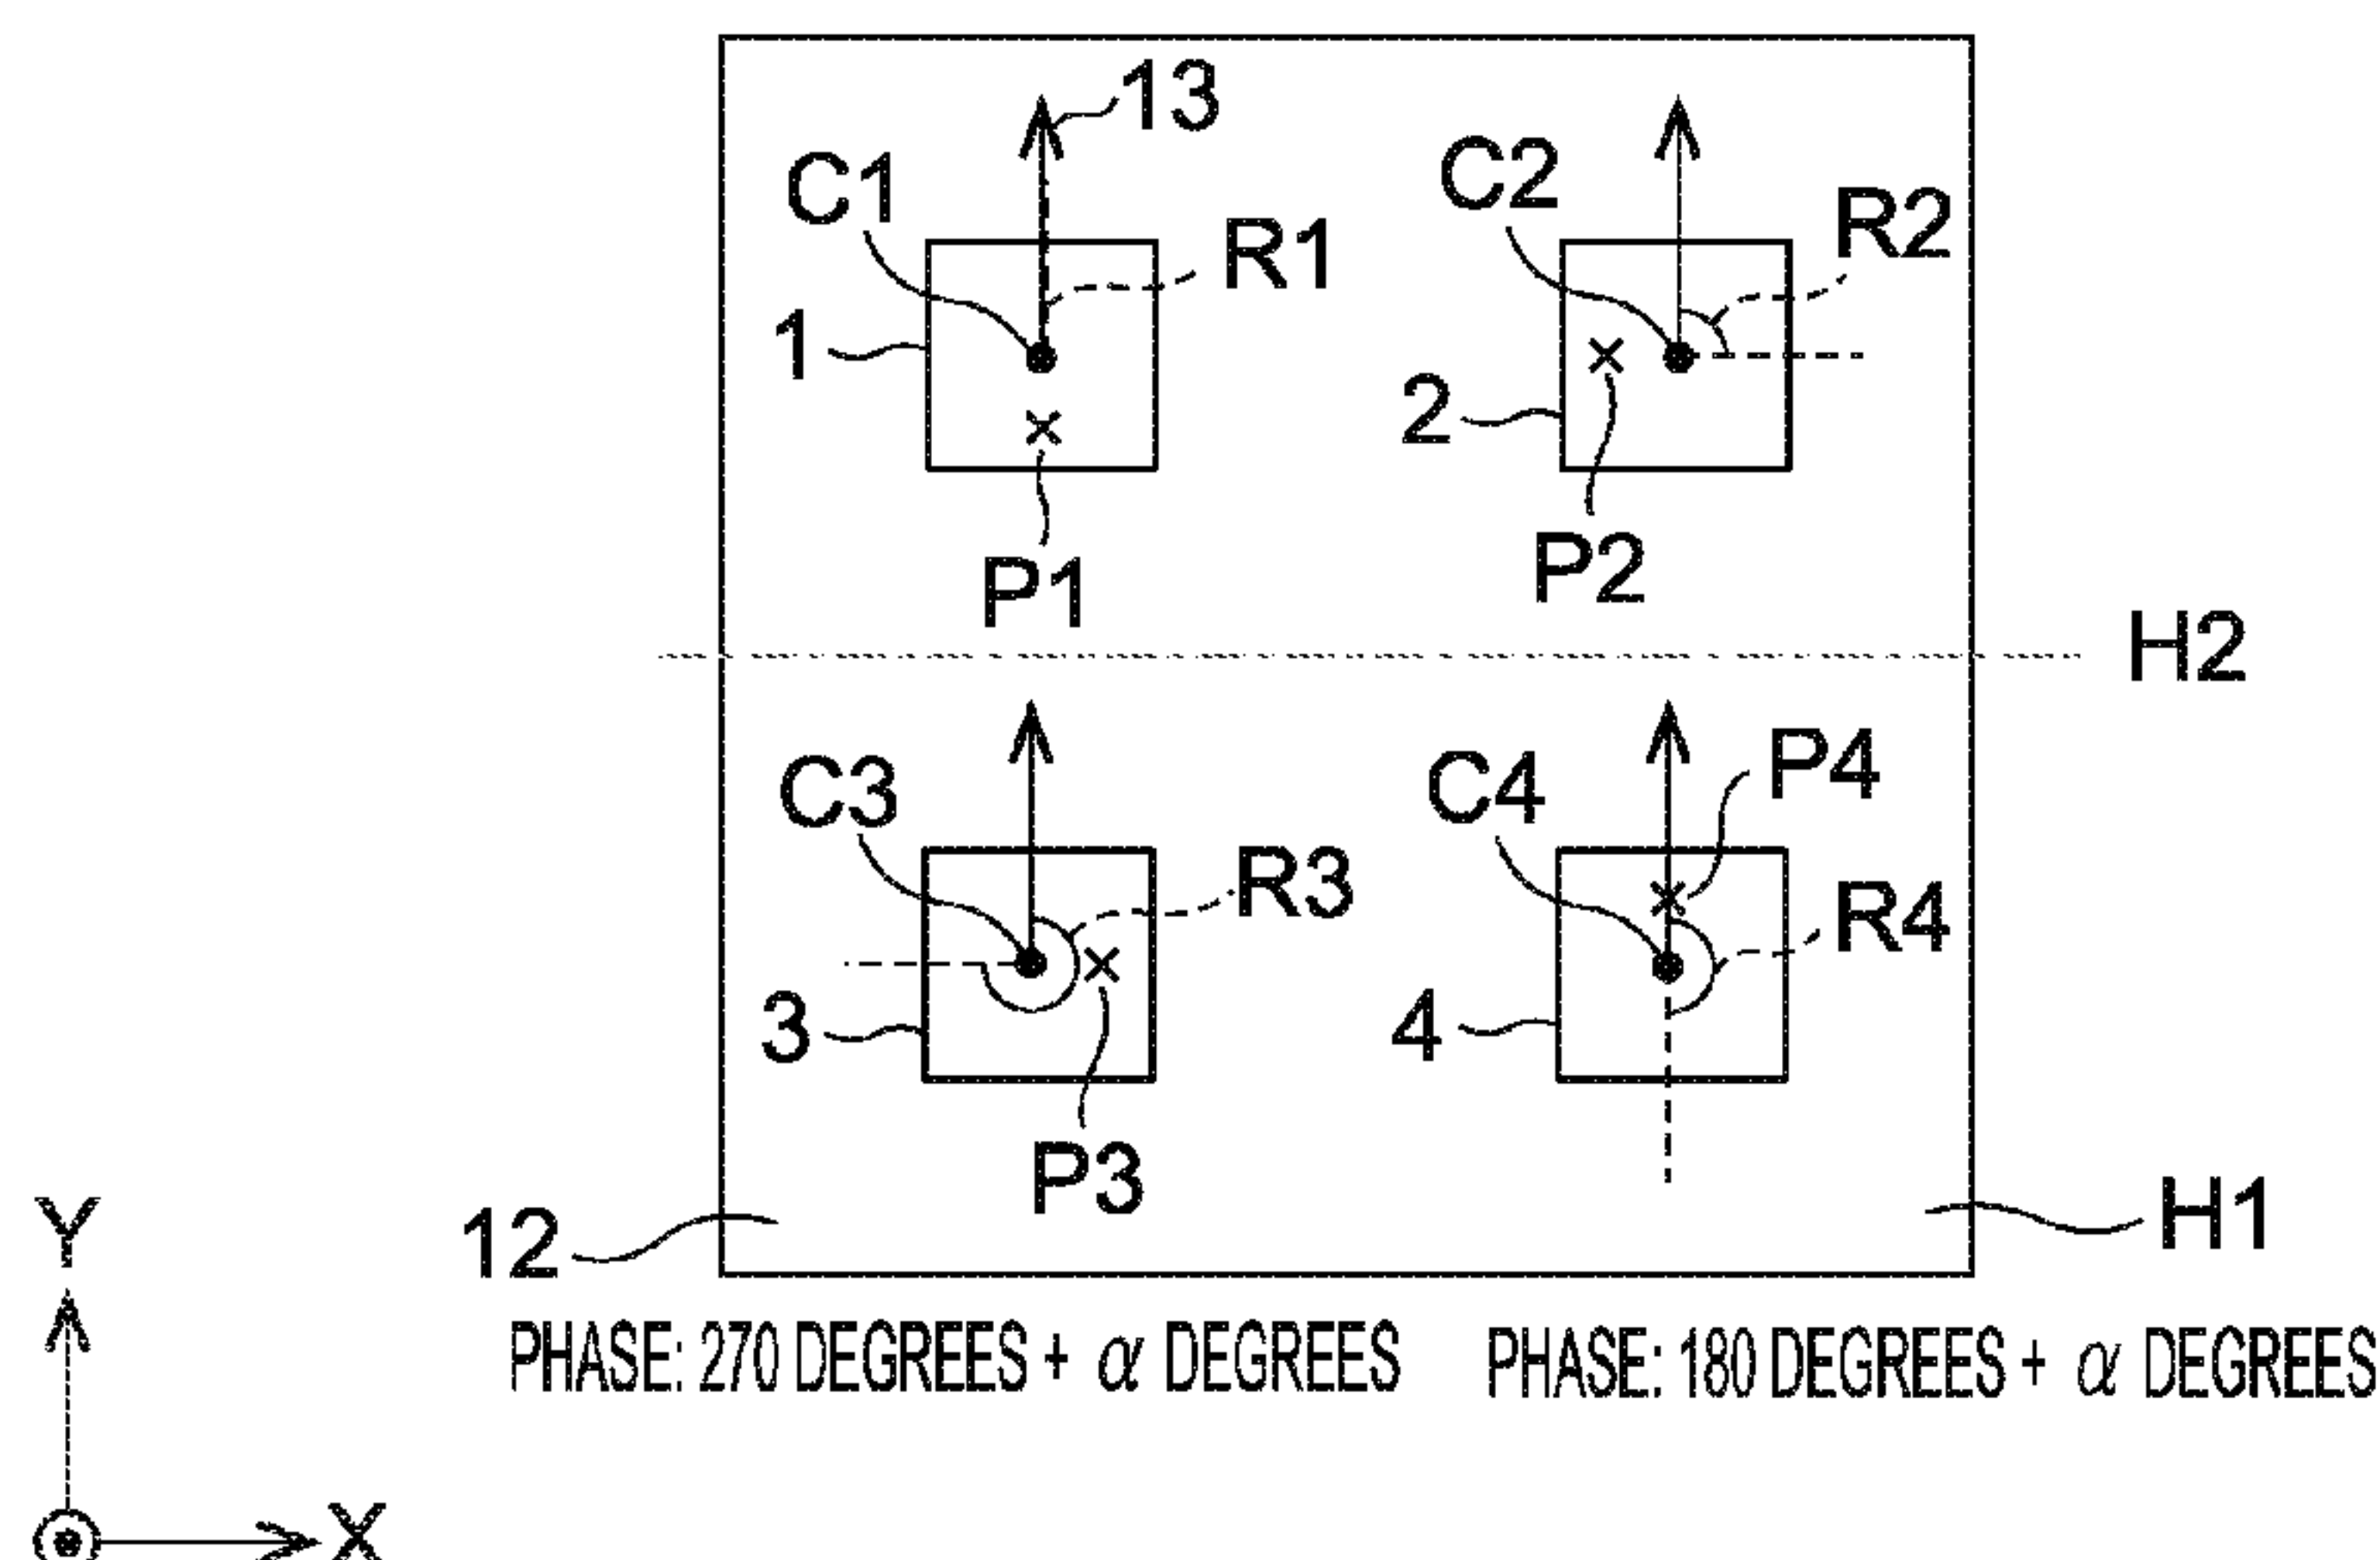 13
C1
C2
R1
R2
1
2
P1
P2
H2
C3
C4
P4
R3
R4
3
4
P3
12
H1
Y
PHASE: 270 DEGREES + α DEGREES
PHASE: 180 DEGREES + α DEGREES
X